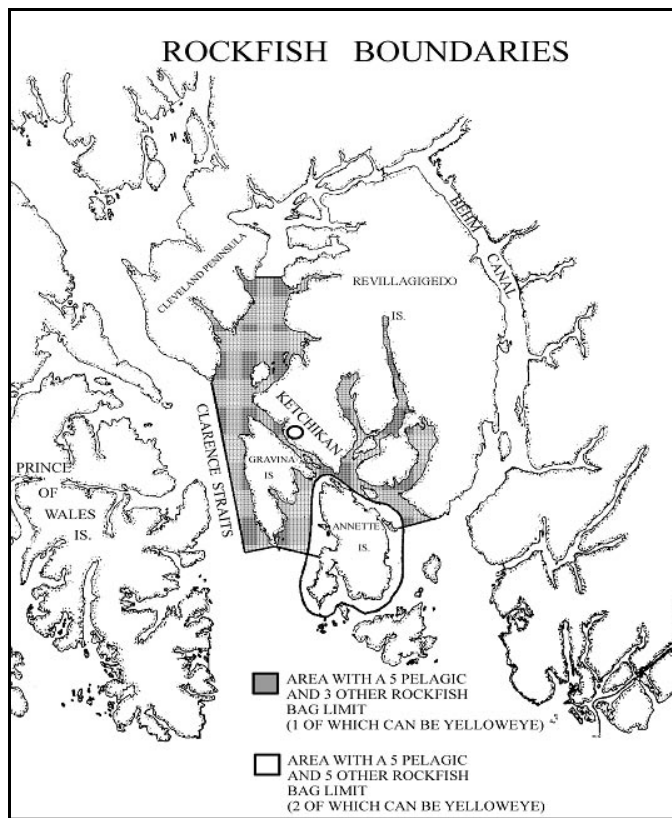 ROCKFISH BOUNDARIES
BEHM
CANAL
CLEVELAND PENINSULA
REVILLAGIGEDO
IS.
KETCHIKAN
CLARENCE STRAITS
GRAVINA
IS
PRINCE
OF
WALES
IS.
ANNETTE
IS.
AREA WITH A 5 PELAGIC
AND 3 OTHER ROCKFISH
BAG LIMIT
(1 OF WHICH CAN BE YELLOWEYE)
AREA WITH A 5 PELAGIC
AND 5 OTHER ROCKFISH
BAG LIMIT
(2 OF WHICH CAN BE YELLOWEYE)